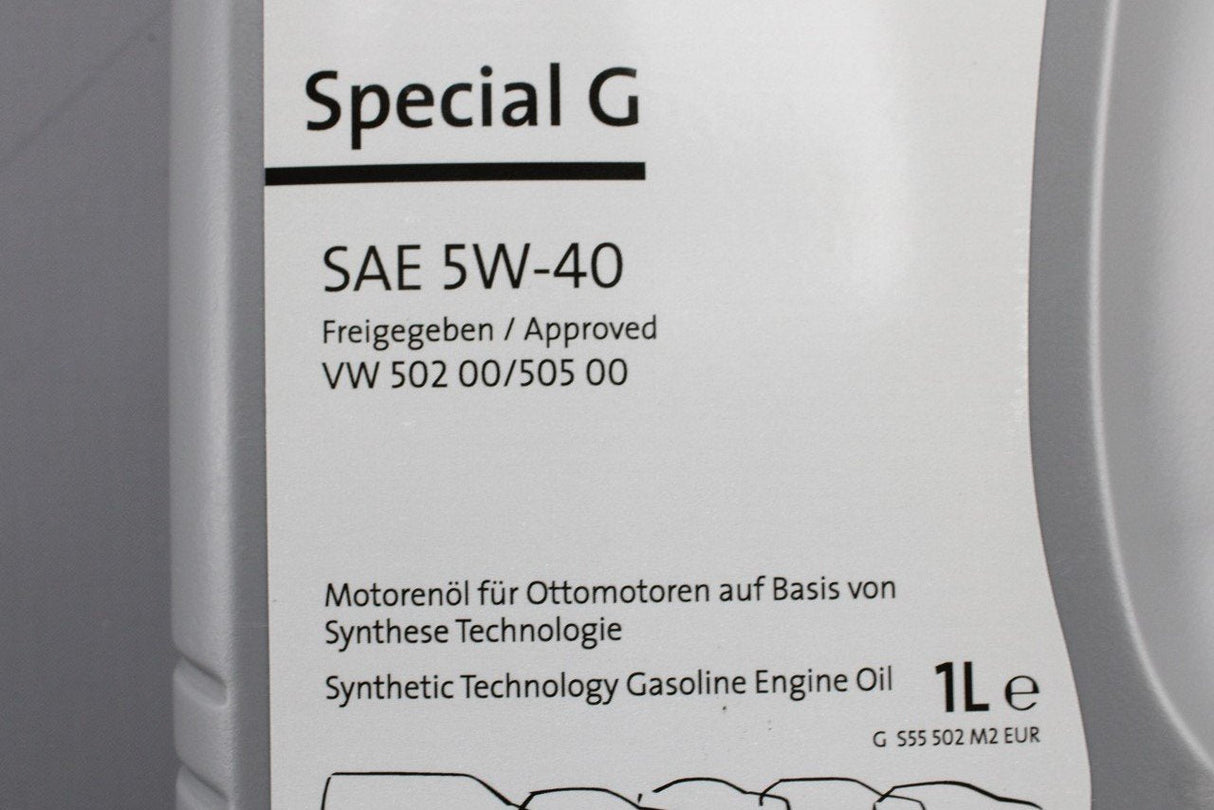 Special G
SAE 5W-40
Freigegeben / Approved
VW 502 00/505 00
Motorenöl für Ottomotoren auf Basis von
Synthese Technologie
Synthetic Technology Gasoline Engine Oil
1L ℮
G S55 502 M2 EUR